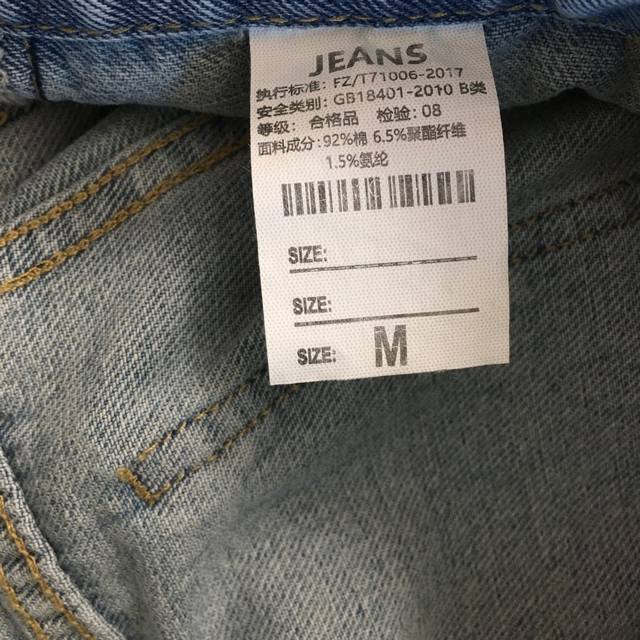 JEANS
执行标准: FZ/T71006-2017
安全类别: GB18401-2010 B类
等级: 合格品 检验: 08
面料成分: 92%棉 6.5%聚酯纤维
1.5%氨纶
SIZE:
SIZE:
SIZE: M